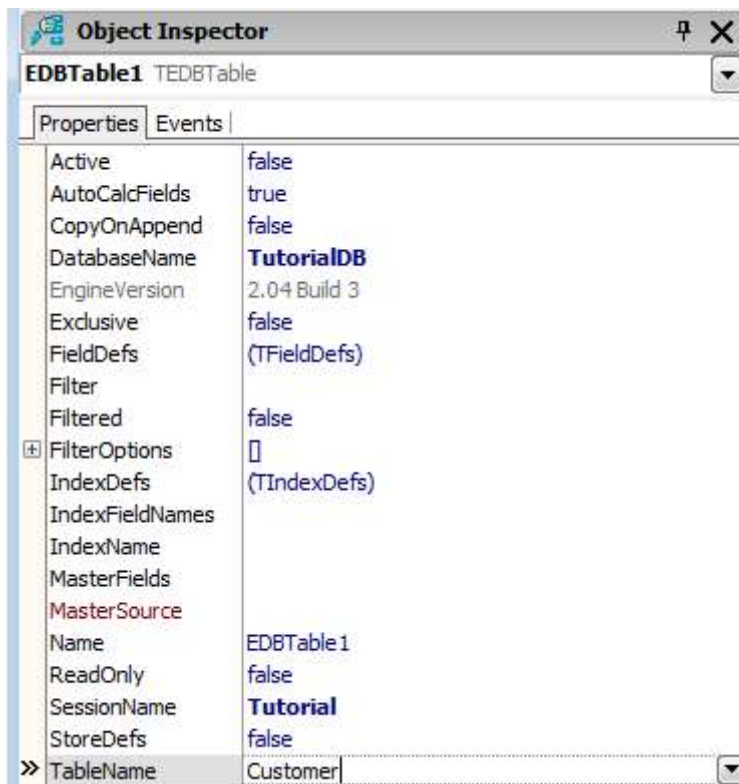 Object Inspector
EDBTable1 TEDBTable
Properties Events
Active false
AutoCalcFields true
CopyOnAppend false
DatabaseName TutorialDB
EngineVersion 2.04 Build 3
Exclusive false
FieldDefs (TFieldDefs)
Filter
Filtered false
FilterOptions []
IndexDefs (TIndexDefs)
IndexFieldNames
IndexName
MasterFields
MasterSource
Name EDBTable1
ReadOnly false
SessionName Tutorial
StoreDefs false
» TableName Customer